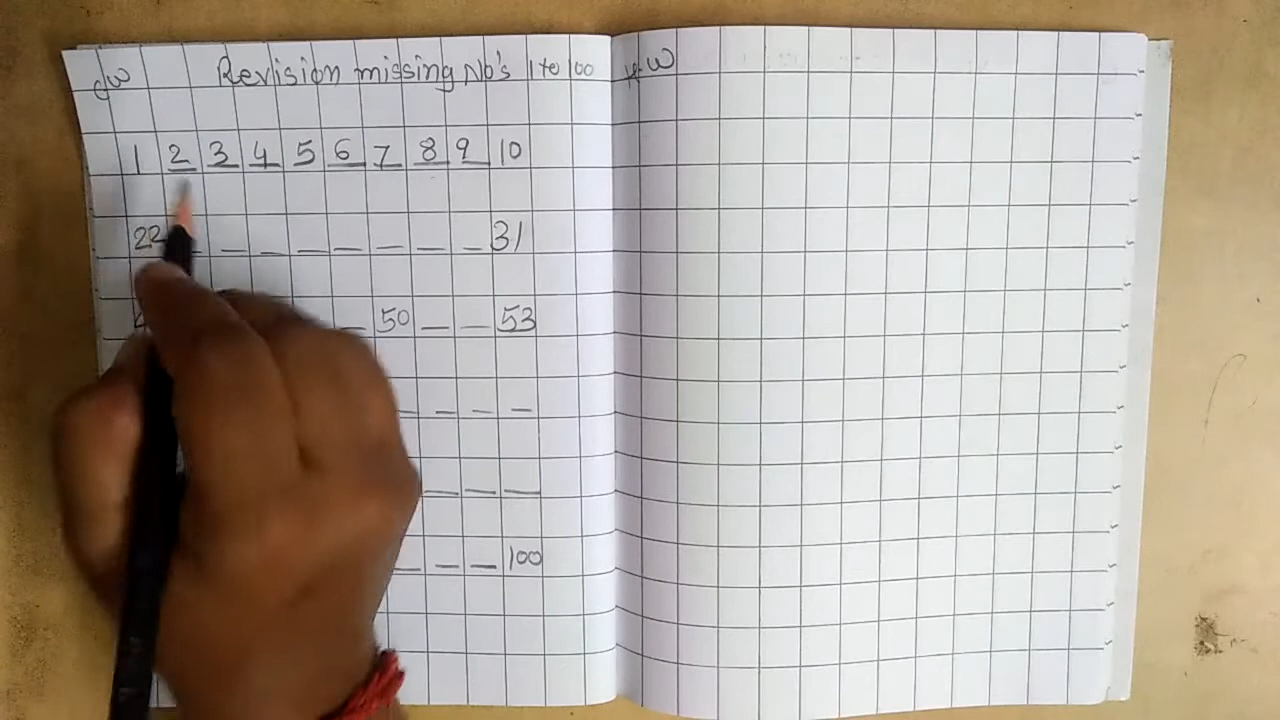 CW Revision missing No's 1 to 100 H.W
1 2 3 4 5 6 7 8 9 10
22 _ _ _ _ _ _ _ _ 31
_ 50 _ _ 53
_ _ _ _
_ _ _
_ _ _ 100